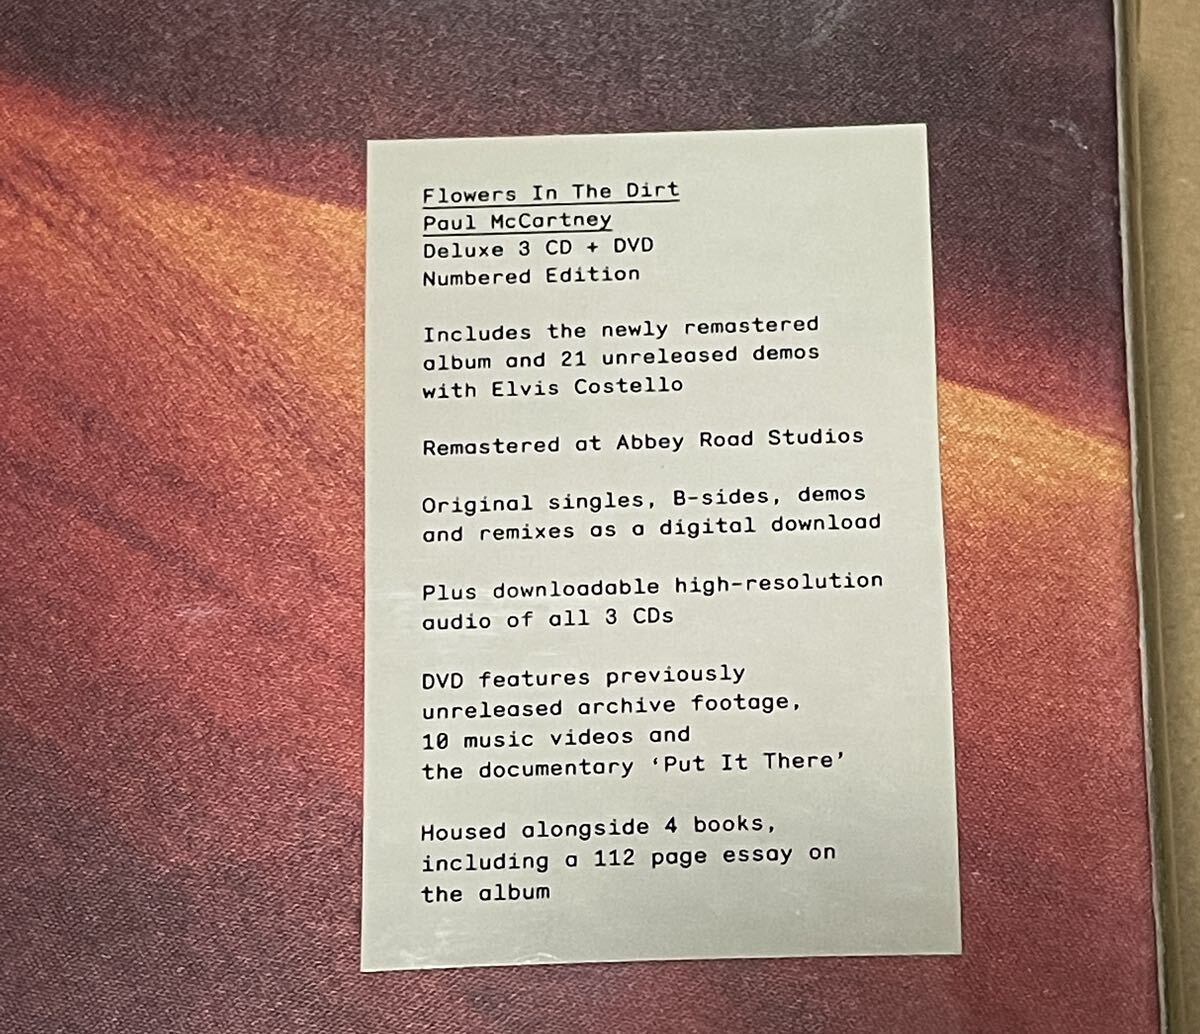 Flowers In The Dirt
Paul McCartney
Deluxe 3 CD + DVD
Numbered Edition
Includes the newly remastered
album and 21 unreleased demos
with Elvis Costello
Remastered at Abbey Road Studios
Original singles, B-sides, demos
and remixes as a digital download
Plus downloadable high-resolution
audio of all 3 CDs
DVD features previously
unreleased archive footage,
10 music videos and
the documentary ‘Put It There’
Housed alongside 4 books,
including a 112 page essay on
the album